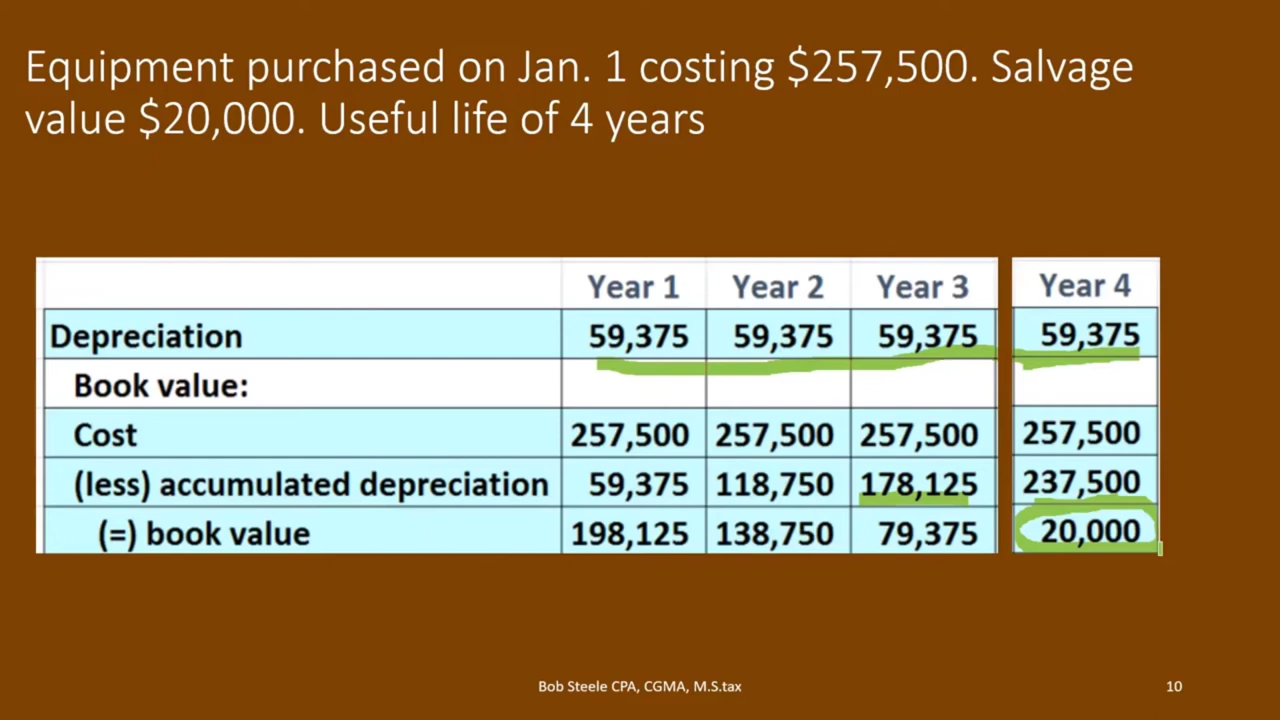 Equipment purchased on Jan. 1 costing $257,500. Salvage
value $20,000. Useful life of 4 years
Year 1 Year 2 Year 3 Year 4
Depreciation 59,375 59,375 59,375 59,375
Book value:
Cost 257,500 257,500 257,500 257,500
(less) accumulated depreciation 59,375 118,750 178,125 237,500
(=) book value 198,125 138,750 79,375 20,000
Bob Steele CPA, CGMA, M.S.tax 10